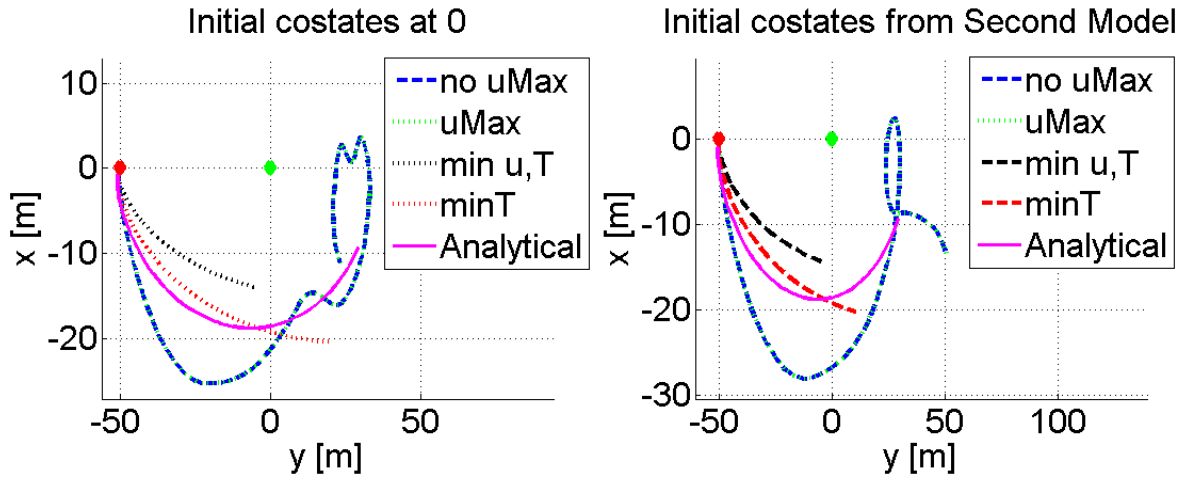 Initial costates at 0
10
0
-10
-20
-50
0
50
x [m]
y [m]
no uMax
uMax
min u,T
minT
Analytical
Initial costates from Second Model
0
-10
-20
-30
-50
0
50
100
x [m]
y [m]
no uMax
uMax
min u,T
minT
Analytical